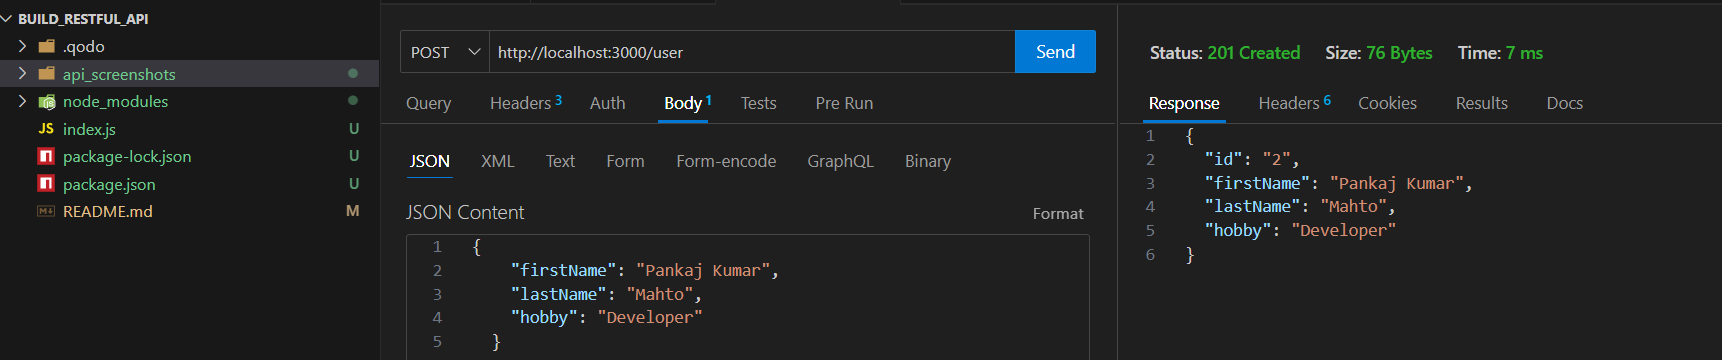 BUILD_RESTFUL_API
.qodo
api_screenshots
node_modules
JS index.js U
package-lock.json U
package.json U
README.md M
POST http://localhost:3000/user Send
Query Headers 3 Auth Body 1 Tests Pre Run
JSON XML Text Form Form-encode GraphQL Binary
JSON Content Format
1 {
2 "firstName": "Pankaj Kumar",
3 "lastName": "Mahto",
4 "hobby": "Developer"
5 }
Status: 201 Created Size: 76 Bytes Time: 7 ms
Response Headers 6 Cookies Results Docs
1 {
2 "id": "2",
3 "firstName": "Pankaj Kumar",
4 "lastName": "Mahto",
5 "hobby": "Developer"
6 }